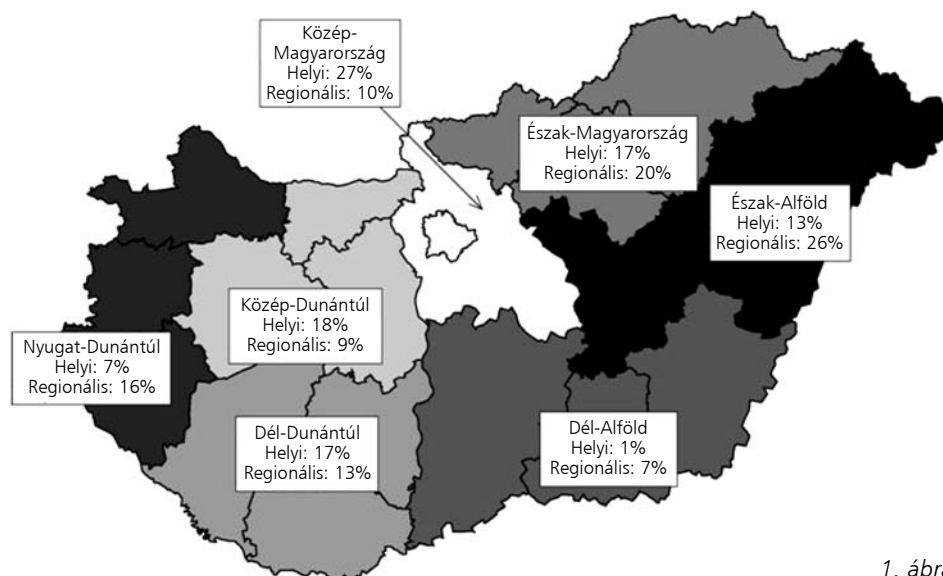 Közép-
Magyarország
Helyi: 27%
Regionális: 10%
Észak-Magyarország
Helyi: 17%
Regionális: 20%
Észak-Alföld
Helyi: 13%
Regionális: 26%
Közép-Dunántúl
Helyi: 18%
Regionális: 9%
Nyugat-Dunántúl
Helyi: 7%
Regionális: 16%
Dél-Dunántúl
Helyi: 17%
Regionális: 13%
Dél-Alföld
Helyi: 1%
Regionális: 7%
1. ábra